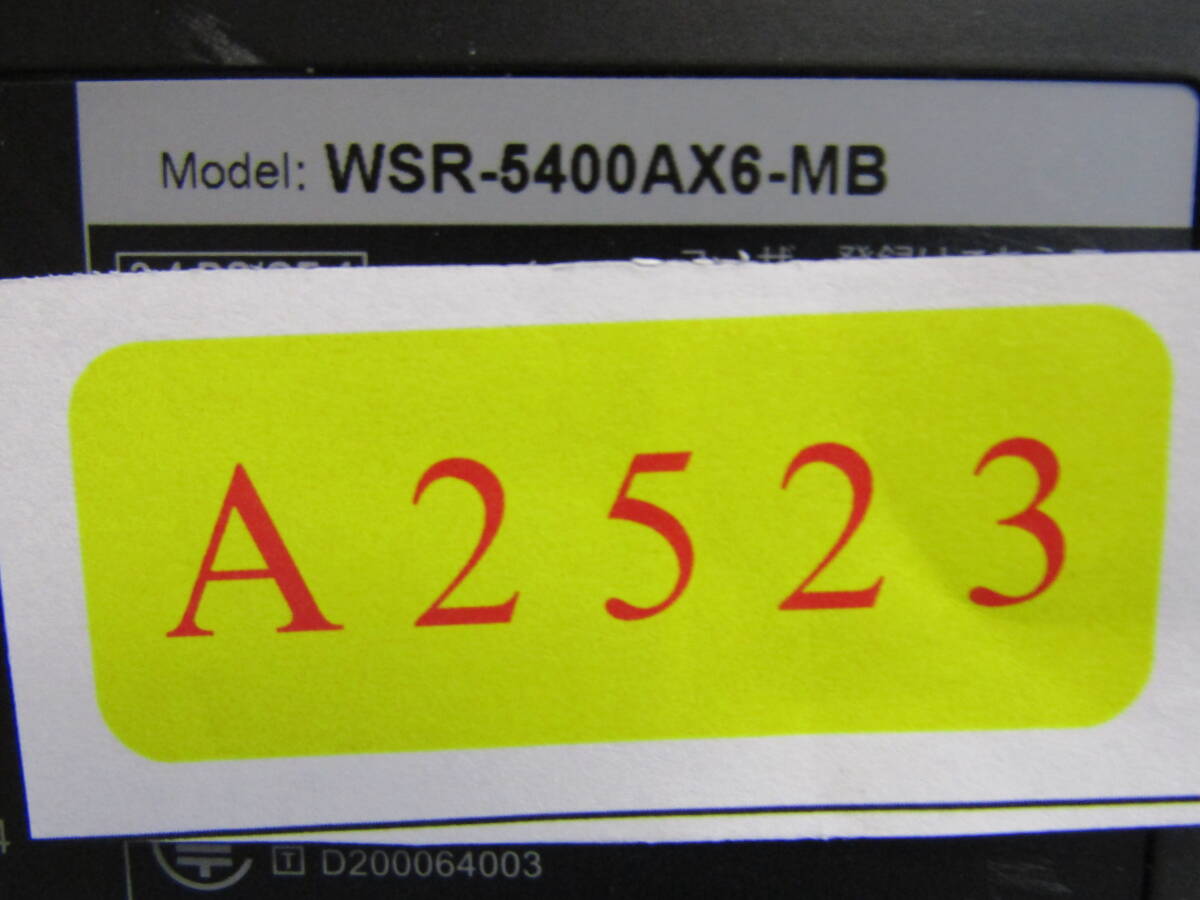 Model: WSR-5400AX6-MB
A2523
T D200064003